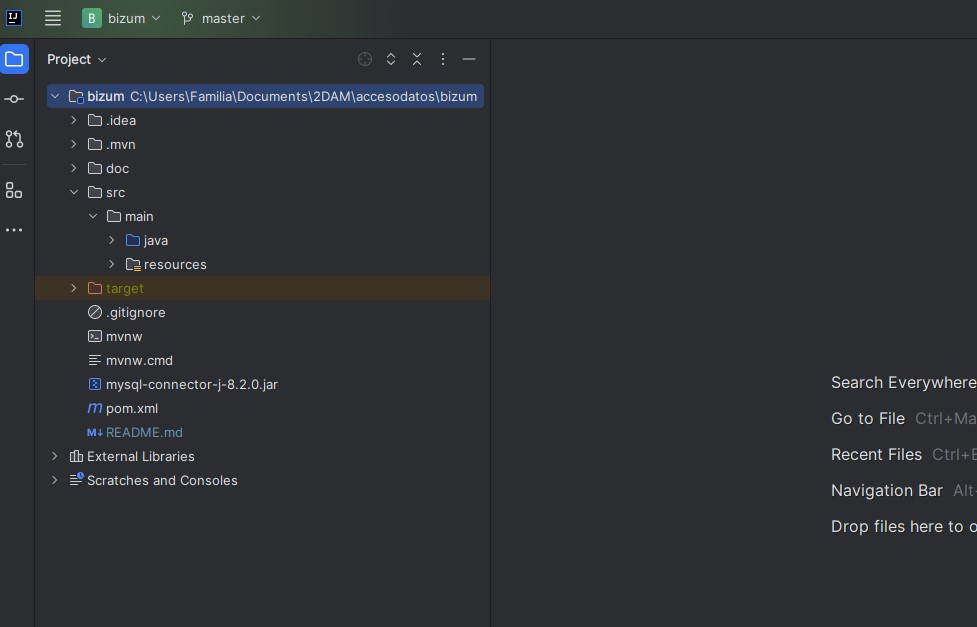 IJ
B bizum master
Project
bizum C:\Users\Familia\Documents\2DAM\accesodatos\bizum
.idea
.mvn
doc
src
main
java
resources
target
.gitignore
mvnw
mvnw.cmd
mysql-connector-j-8.2.0.jar
m pom.xml
M↓ README.md
External Libraries
Scratches and Consoles
Search Everywhere
Go to File Ctrl+Ma
Recent Files Ctrl+E
Navigation Bar Alt+
Drop files here to o